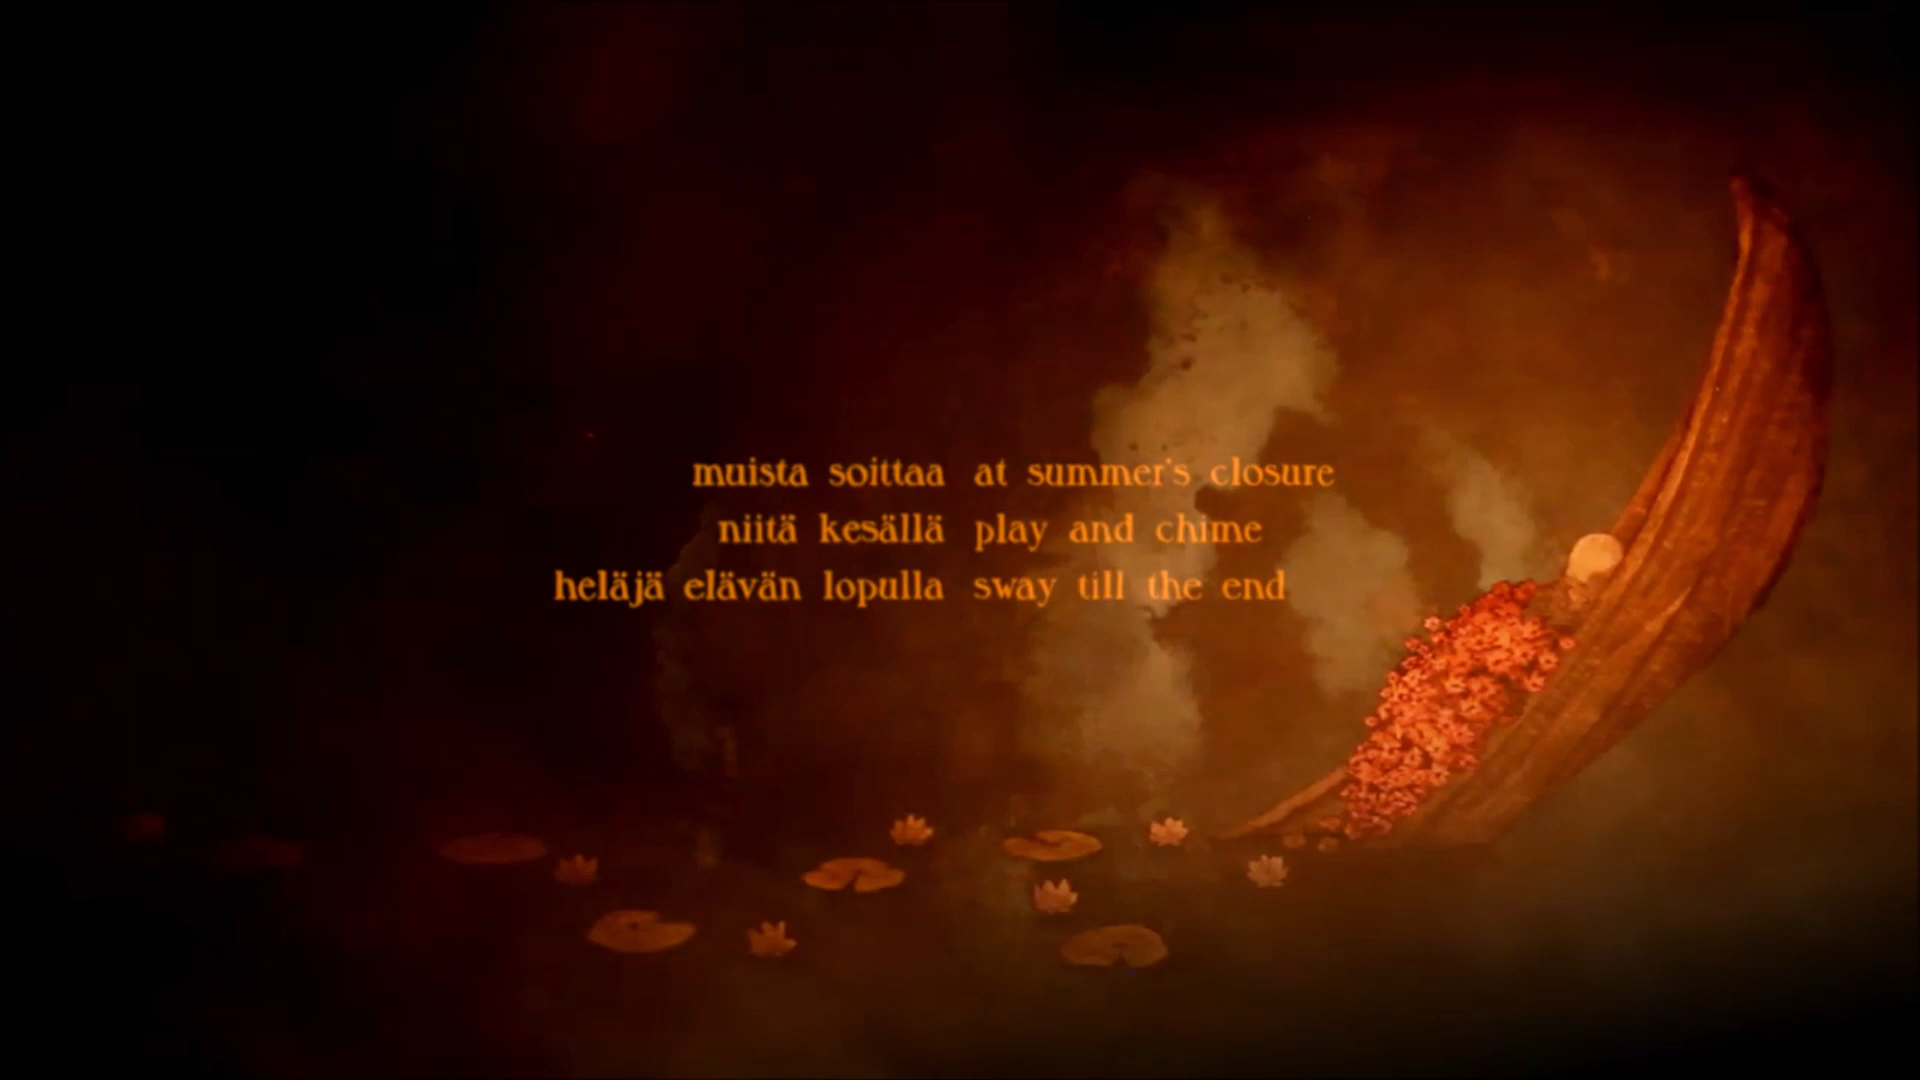 muista soittaa at summer's closure
niitä kesällä play and chime
heläjä elävän lopulla sway till the end